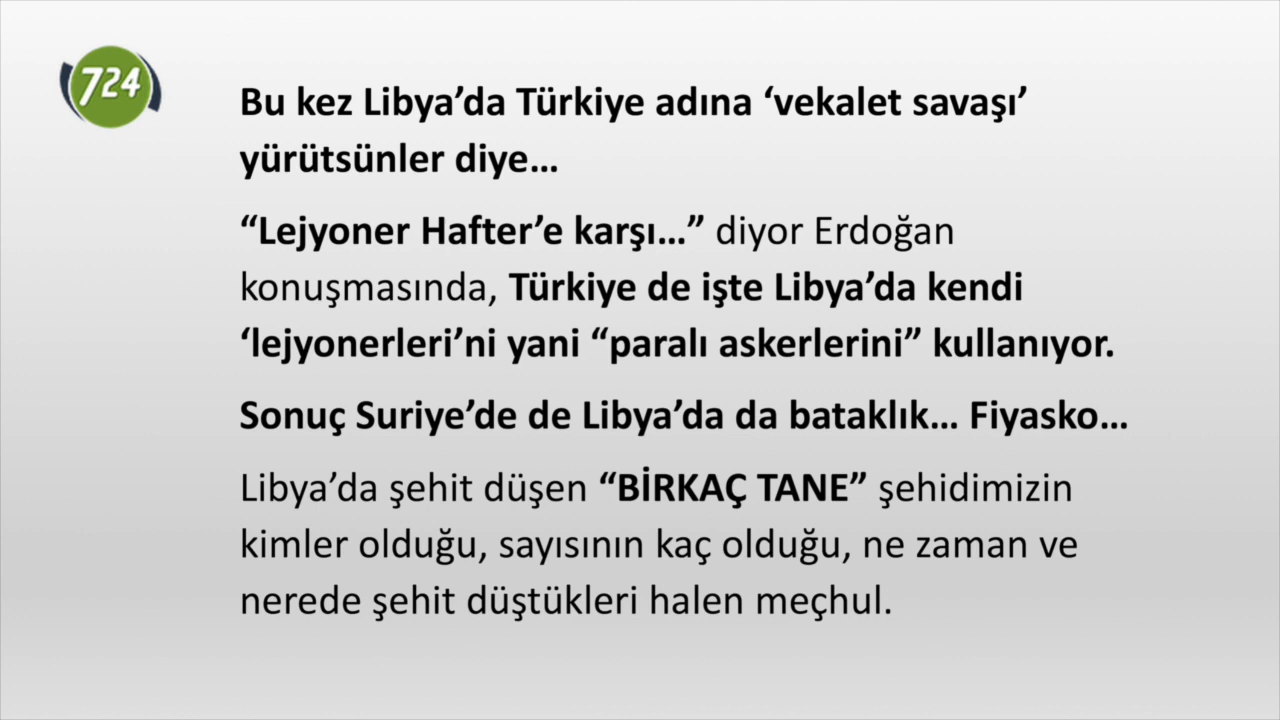 724
Bu kez Libya’da Türkiye adına ‘vekalet savaşı’
yürütsünler diye…
“Lejyoner Hafter’e karşı…” diyor Erdoğan
konuşmasında, Türkiye de işte Libya’da kendi
‘lejyonerleri’ni yani “paralı askerlerini” kullanıyor.
Sonuç Suriye’de de Libya’da da bataklık… Fiyasko…
Libya’da şehit düşen “BİRKAÇ TANE” şehidimizin
kimler olduğu, sayısının kaç olduğu, ne zaman ve
nerede şehit düştükleri halen meçhul.